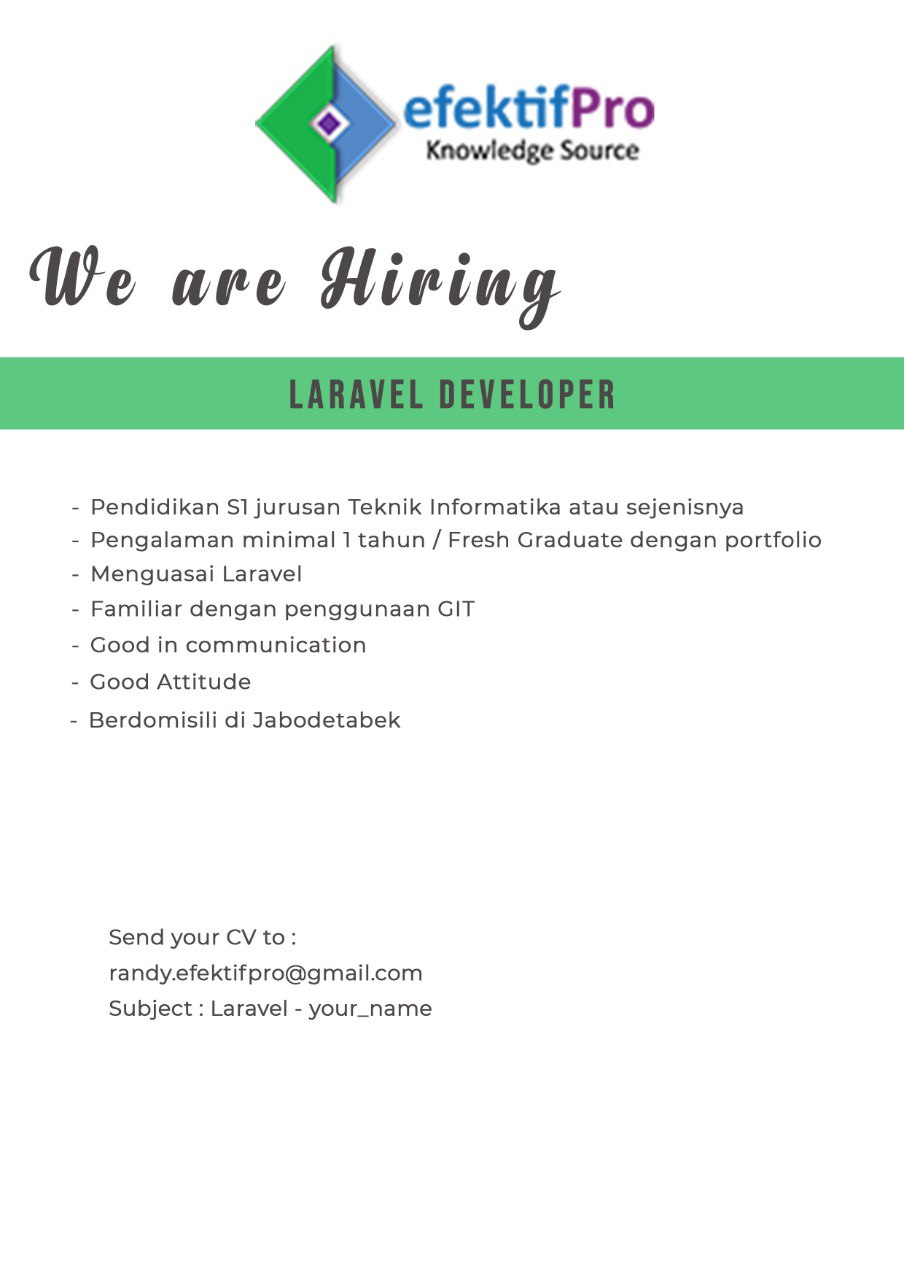 efektifPro
Knowledge Source
We are Hiring
LARAVEL DEVELOPER
- Pendidikan S1 jurusan Teknik Informatika atau sejenisnya
- Pengalaman minimal 1 tahun / Fresh Graduate dengan portfolio
- Menguasai Laravel
- Familiar dengan penggunaan GIT
- Good in communication
- Good Attitude
- Berdomisili di Jabodetabek
Send your CV to :
randy.efektifpro@gmail.com
Subject : Laravel - your_name